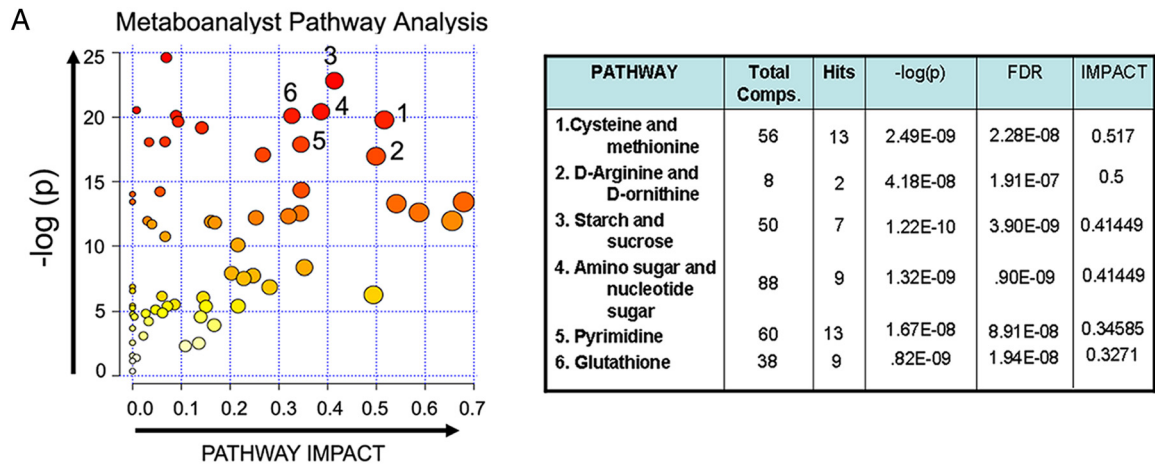 A
Metaboanalyst Pathway Analysis
-log (p)
25
20
15
10
5
0
3
6
4
1
5
2
0.0 0.1 0.2 0.3 0.4 0.5 0.6 0.7
PATHWAY IMPACT
PATHWAY Total Comps. Hits -log(p) FDR IMPACT
1.Cysteine and
methionine 56 13 2.49E-09 2.28E-08 0.517
2. D-Arginine and
D-ornithine 8 2 4.18E-08 1.91E-07 0.5
3. Starch and
sucrose 50 7 1.22E-10 3.90E-09 0.41449
4. Amino sugar and
nucleotide
sugar 88 9 1.32E-09 .90E-09 0.41449
5. Pyrimidine 60 13 1.67E-08 8.91E-08 0.34585
6. Glutathione 38 9 .82E-09 1.94E-08 0.3271